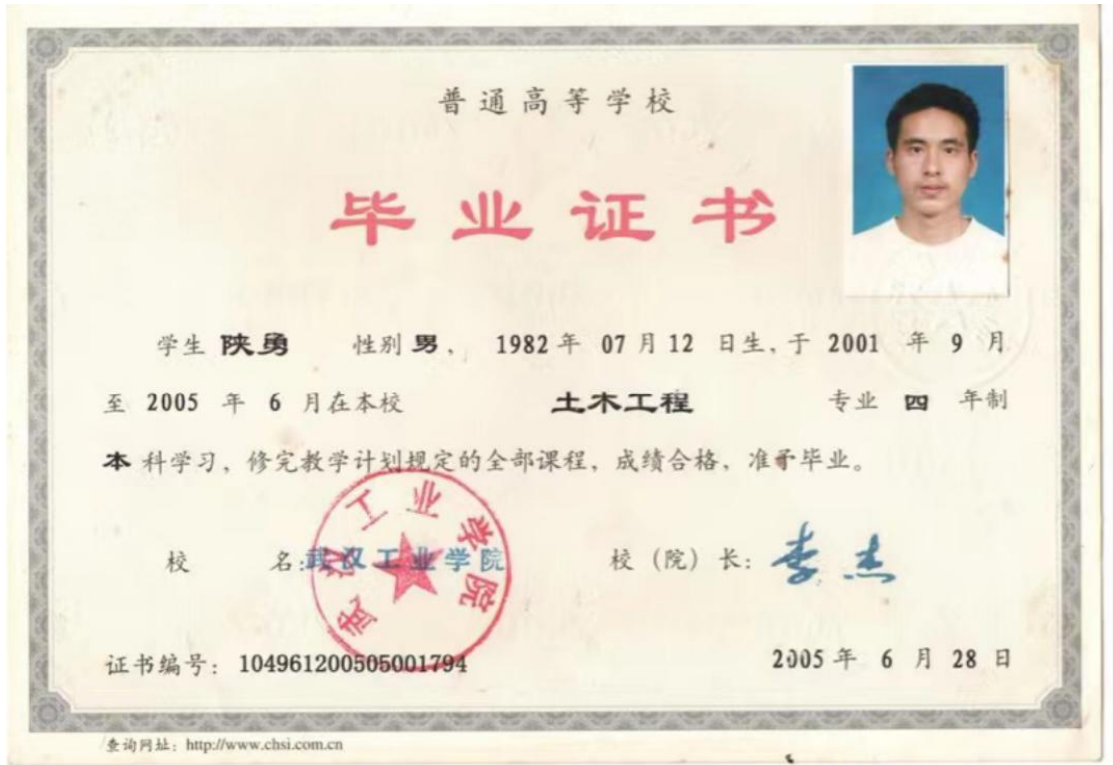 普通高等学校
毕业证书
学生 陕勇 性别 男， 1982 年 07 月 12 日生，于 2001 年 9 月
至 2005 年 6 月在本校 土木工程 专业 四 年制
本 科学习，修完教学计划规定的全部课程，成绩合格，准予毕业。
武汉工业学院
校 名：武汉工业学院 校（院）长：李杰
证书编号：104961200505001794 2005 年 6 月 28 日
查询网址：http://www.chsi.com.cn